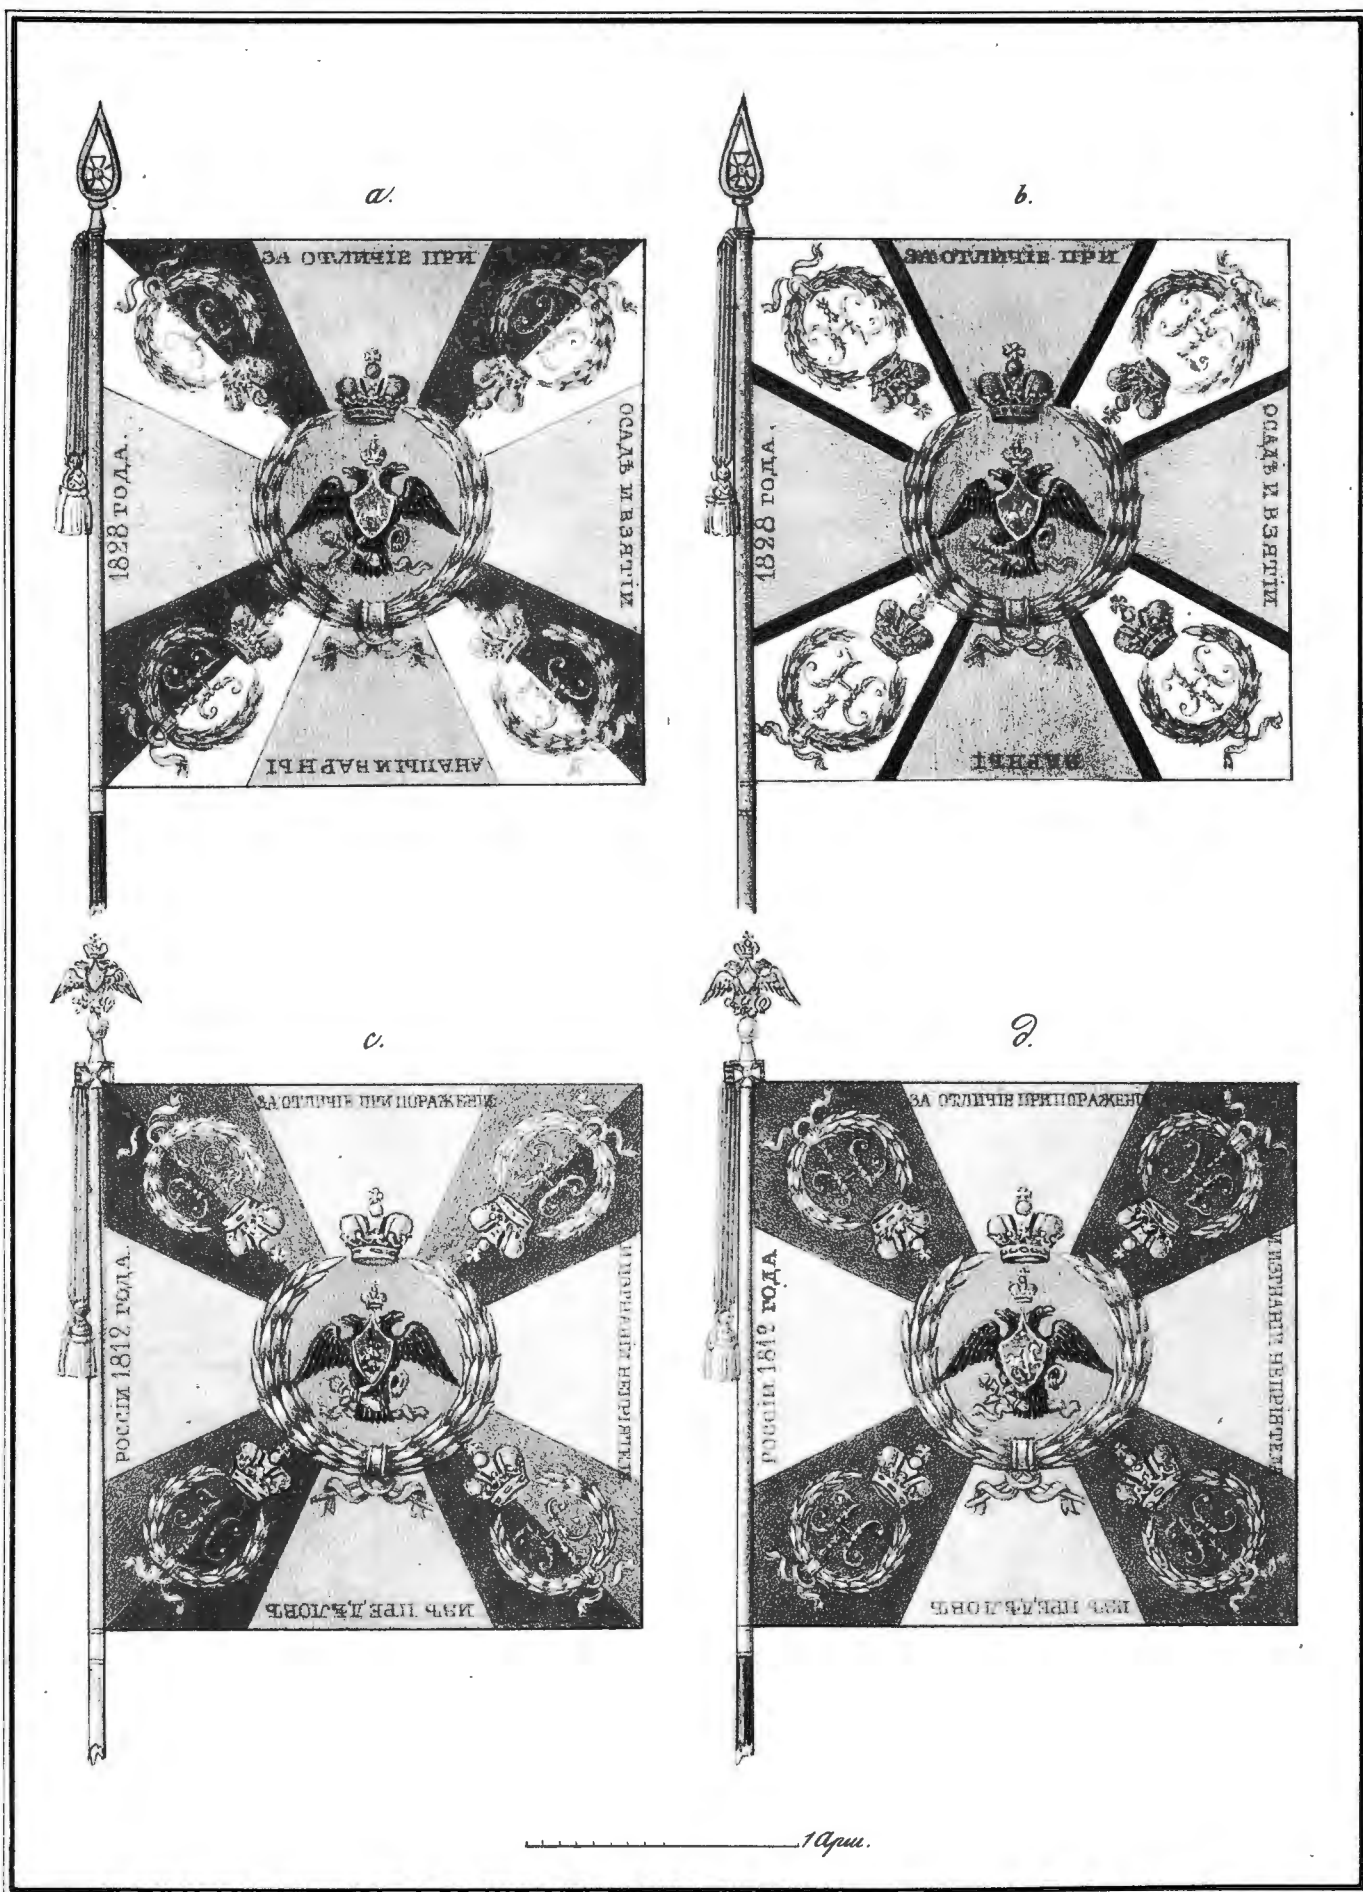 a.
ЗА ОТЛИЧІЕ ПРИ
ОСАДѢ И ВЗЯТІИ
АНАПЫ И ВАРНЫ
1828 ГОДА.
b.
ЗА ОТЛИЧІЕ ПРИ
ОСАДѢ И ВЗЯТІИ
ВАРНЫ
1828 ГОДА.
c.
ЗА ОТЛИЧІЕ ПРИ ПОРАЖЕНІИ
И ИЗГНАНІИ НЕПРІЯТЕЛЯ
ИЗЪ ПРЕДѢЛОВЪ
РОССІИ 1812 ГОДА.
д.
ЗА ОТЛИЧІЕ ПРИ ПОРАЖЕНІИ
И ИЗГНАНІИ НЕПРІЯТЕЛЯ
ИЗЪ ПРЕДѢЛОВЪ
РОССІИ 1812 ГОДА
1 Арш.